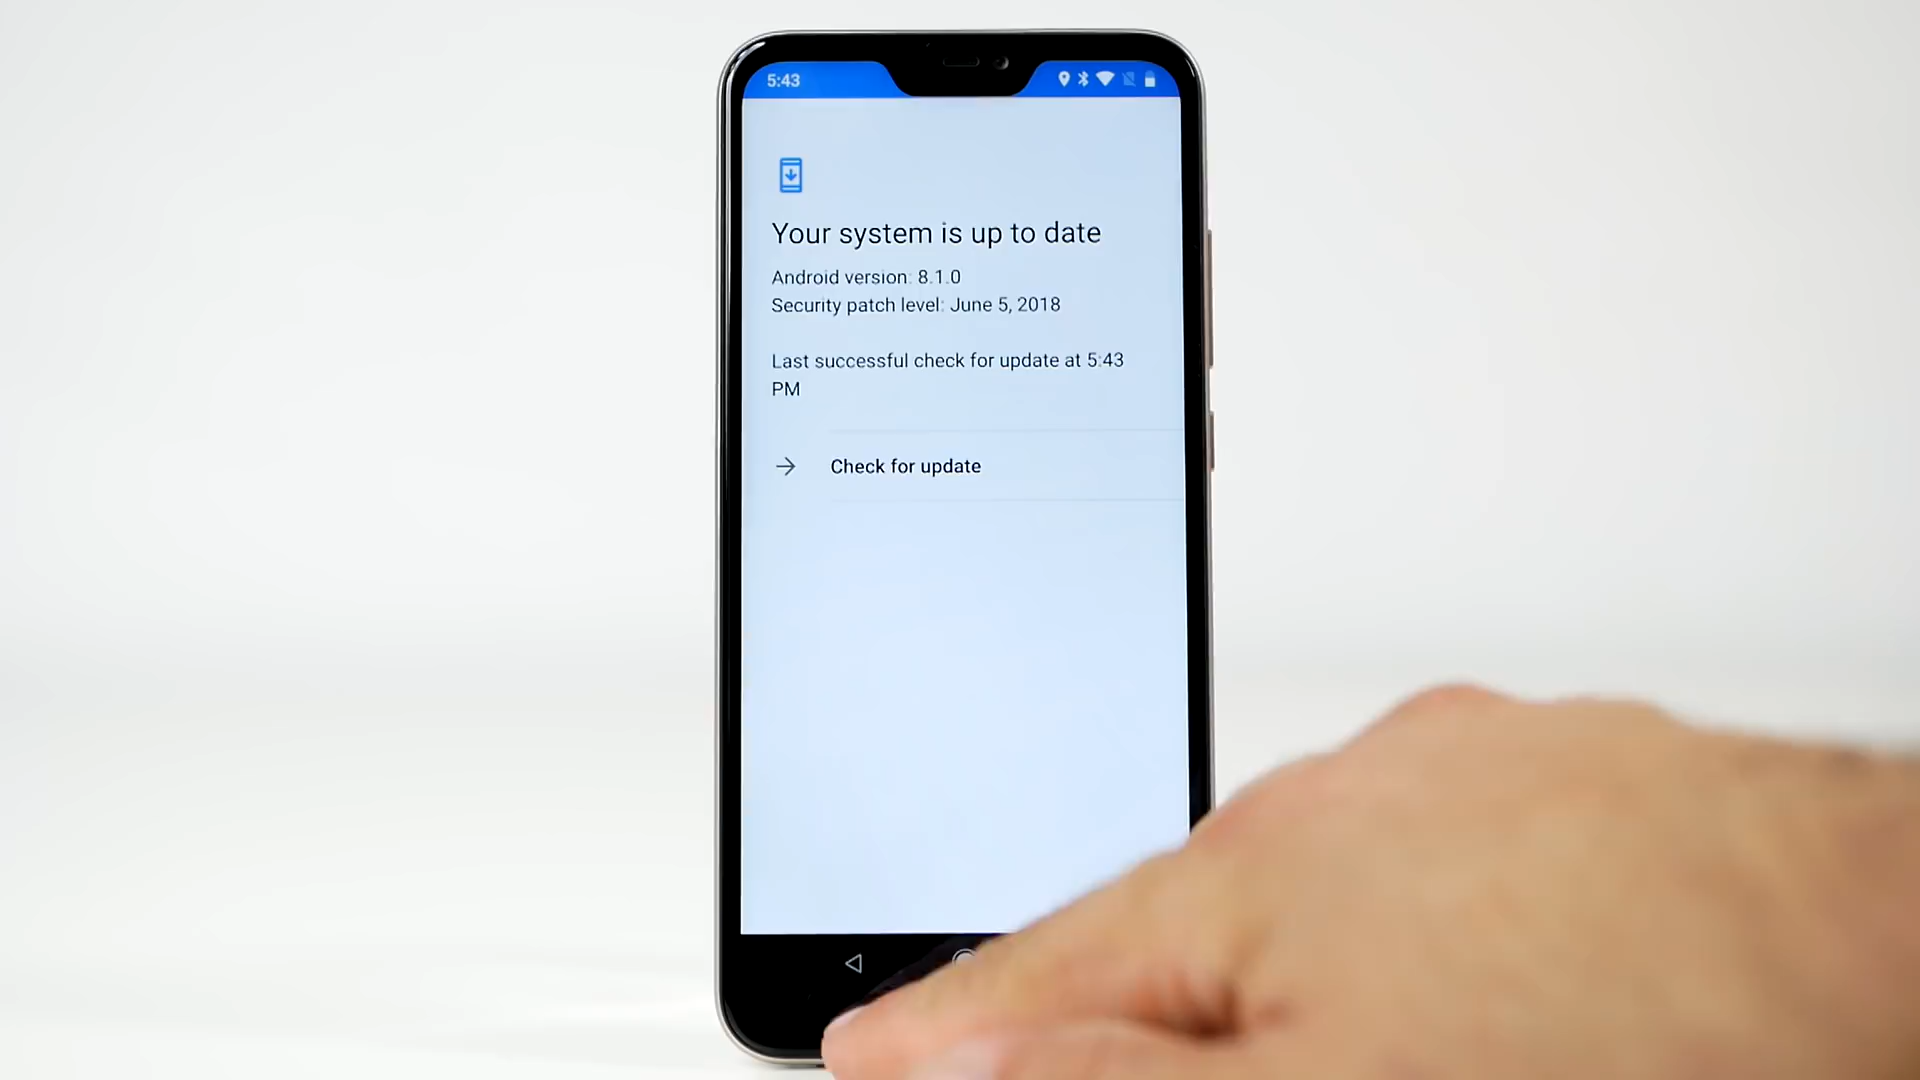 5:43
Your system is up to date
Android version: 8.1.0
Security patch level: June 5, 2018
Last successful check for update at 5:43
PM
Check for update